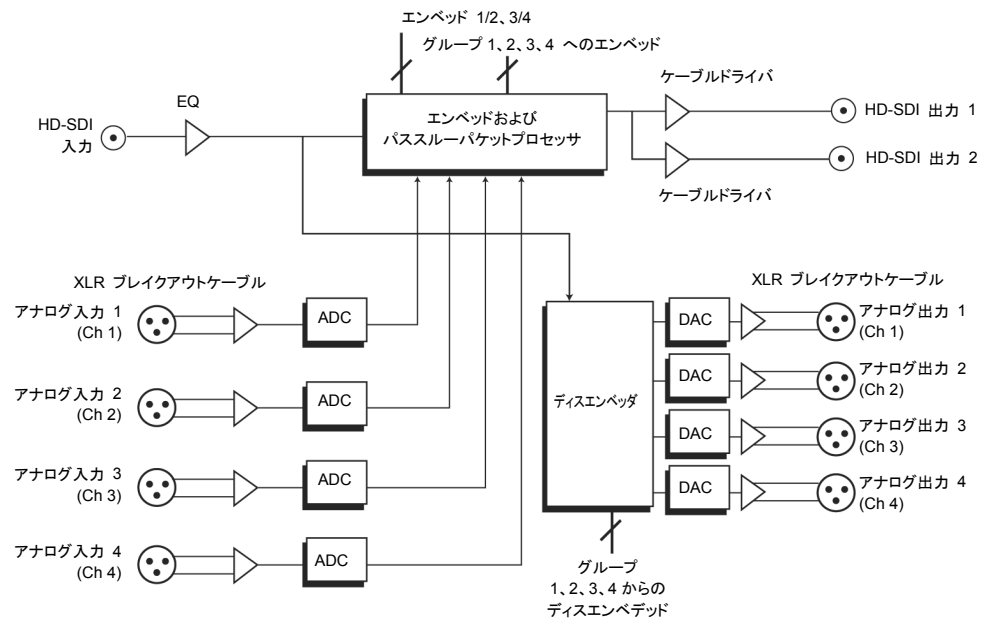 エンベッド 1/2、3/4
グループ 1、2、3、4 へのエンベッド
ケーブルドライバ
EQ
HD-SDI
入力
エンベッドおよび
パススルーパケットプロセッサ
HD-SDI 出力 1
HD-SDI 出力 2
ケーブルドライバ
XLR ブレイクアウトケーブル
アナログ入力 1
(Ch 1)
ADC
アナログ入力 2
(Ch 2)
ADC
アナログ入力 3
(Ch 3)
ADC
アナログ入力 4
(Ch 4)
ADC
XLR ブレイクアウトケーブル
ディスエンベッダ
DAC
アナログ出力 1
(Ch 1)
DAC
アナログ出力 2
(Ch 2)
DAC
アナログ出力 3
(Ch 3)
DAC
アナログ出力 4
(Ch 4)
グループ
1、2、3、4 からの
ディスエンベデッド